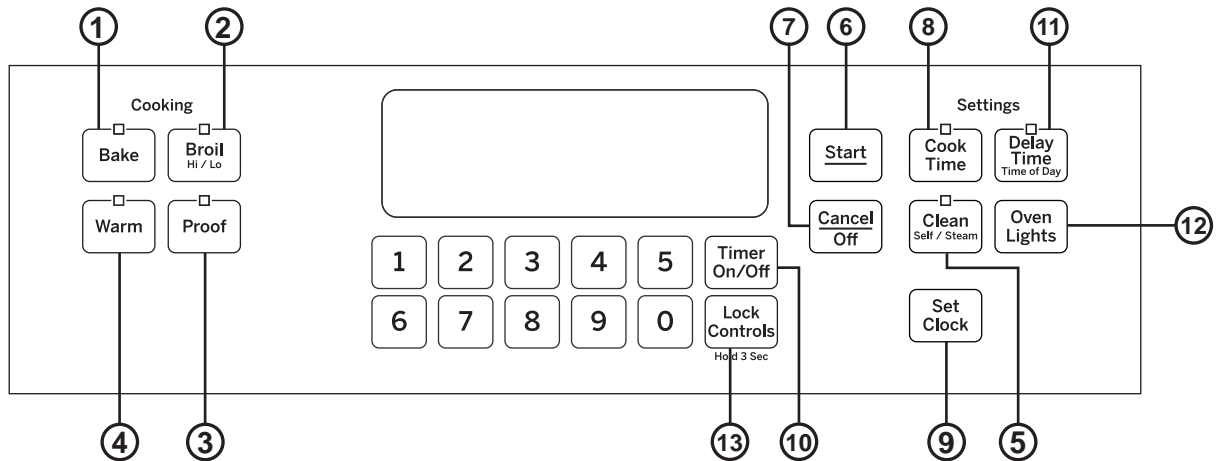 1
2
7
6
8
11
Cooking
Settings
Bake
Broil
Hi / Lo
Start
Cook
Time
Delay
Time
Time of Day
Warm
Proof
Cancel
Off
Clean
Self / Steam
Oven
Lights
12
1
2
3
4
5
Timer
On/Off
6
7
8
9
0
Lock
Controls
Hold 3 Sec
Set
Clock
4
3
13
10
9
5